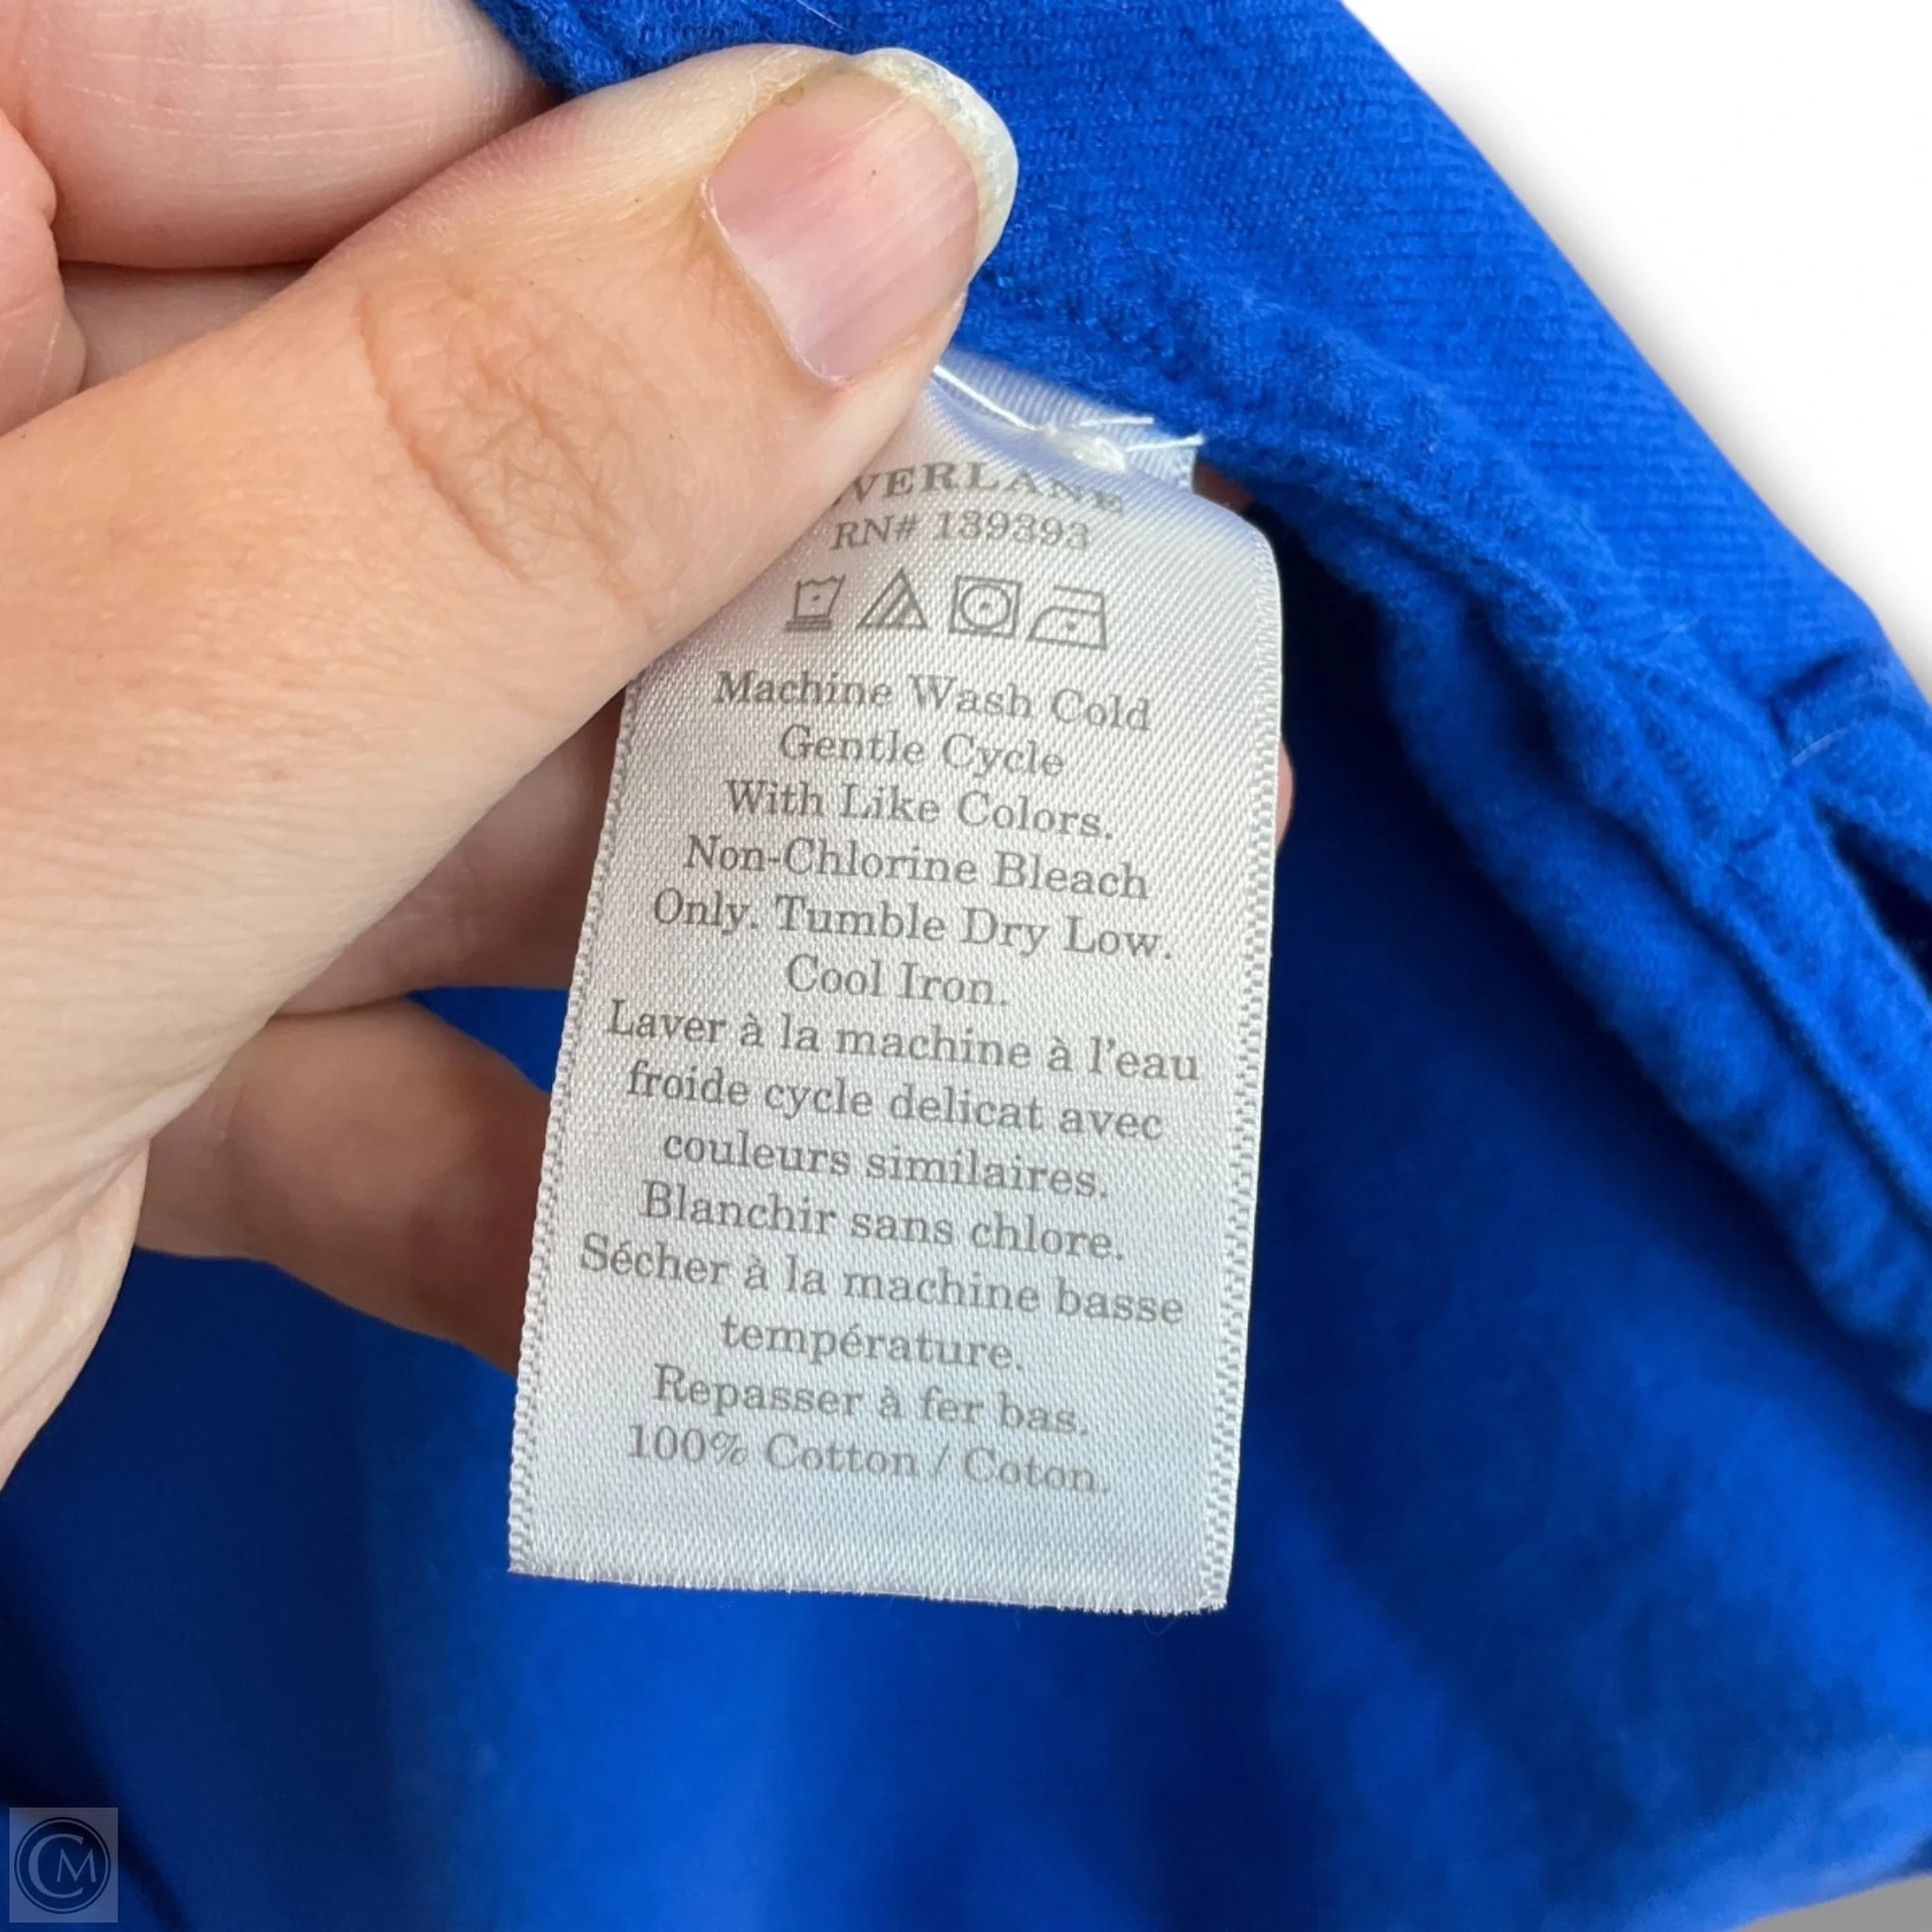 VERLANE
RN# 139393
Machine Wash Cold
Gentle Cycle
With Like Colors.
Non-Chlorine Bleach
Only. Tumble Dry Low.
Cool Iron.
Laver à la machine à l'eau
froide cycle delicat avec
couleurs similaires.
Blanchir sans chlore.
Sécher à la machine basse
température.
Repasser à fer bas.
100% Cotton / Coton.
CM